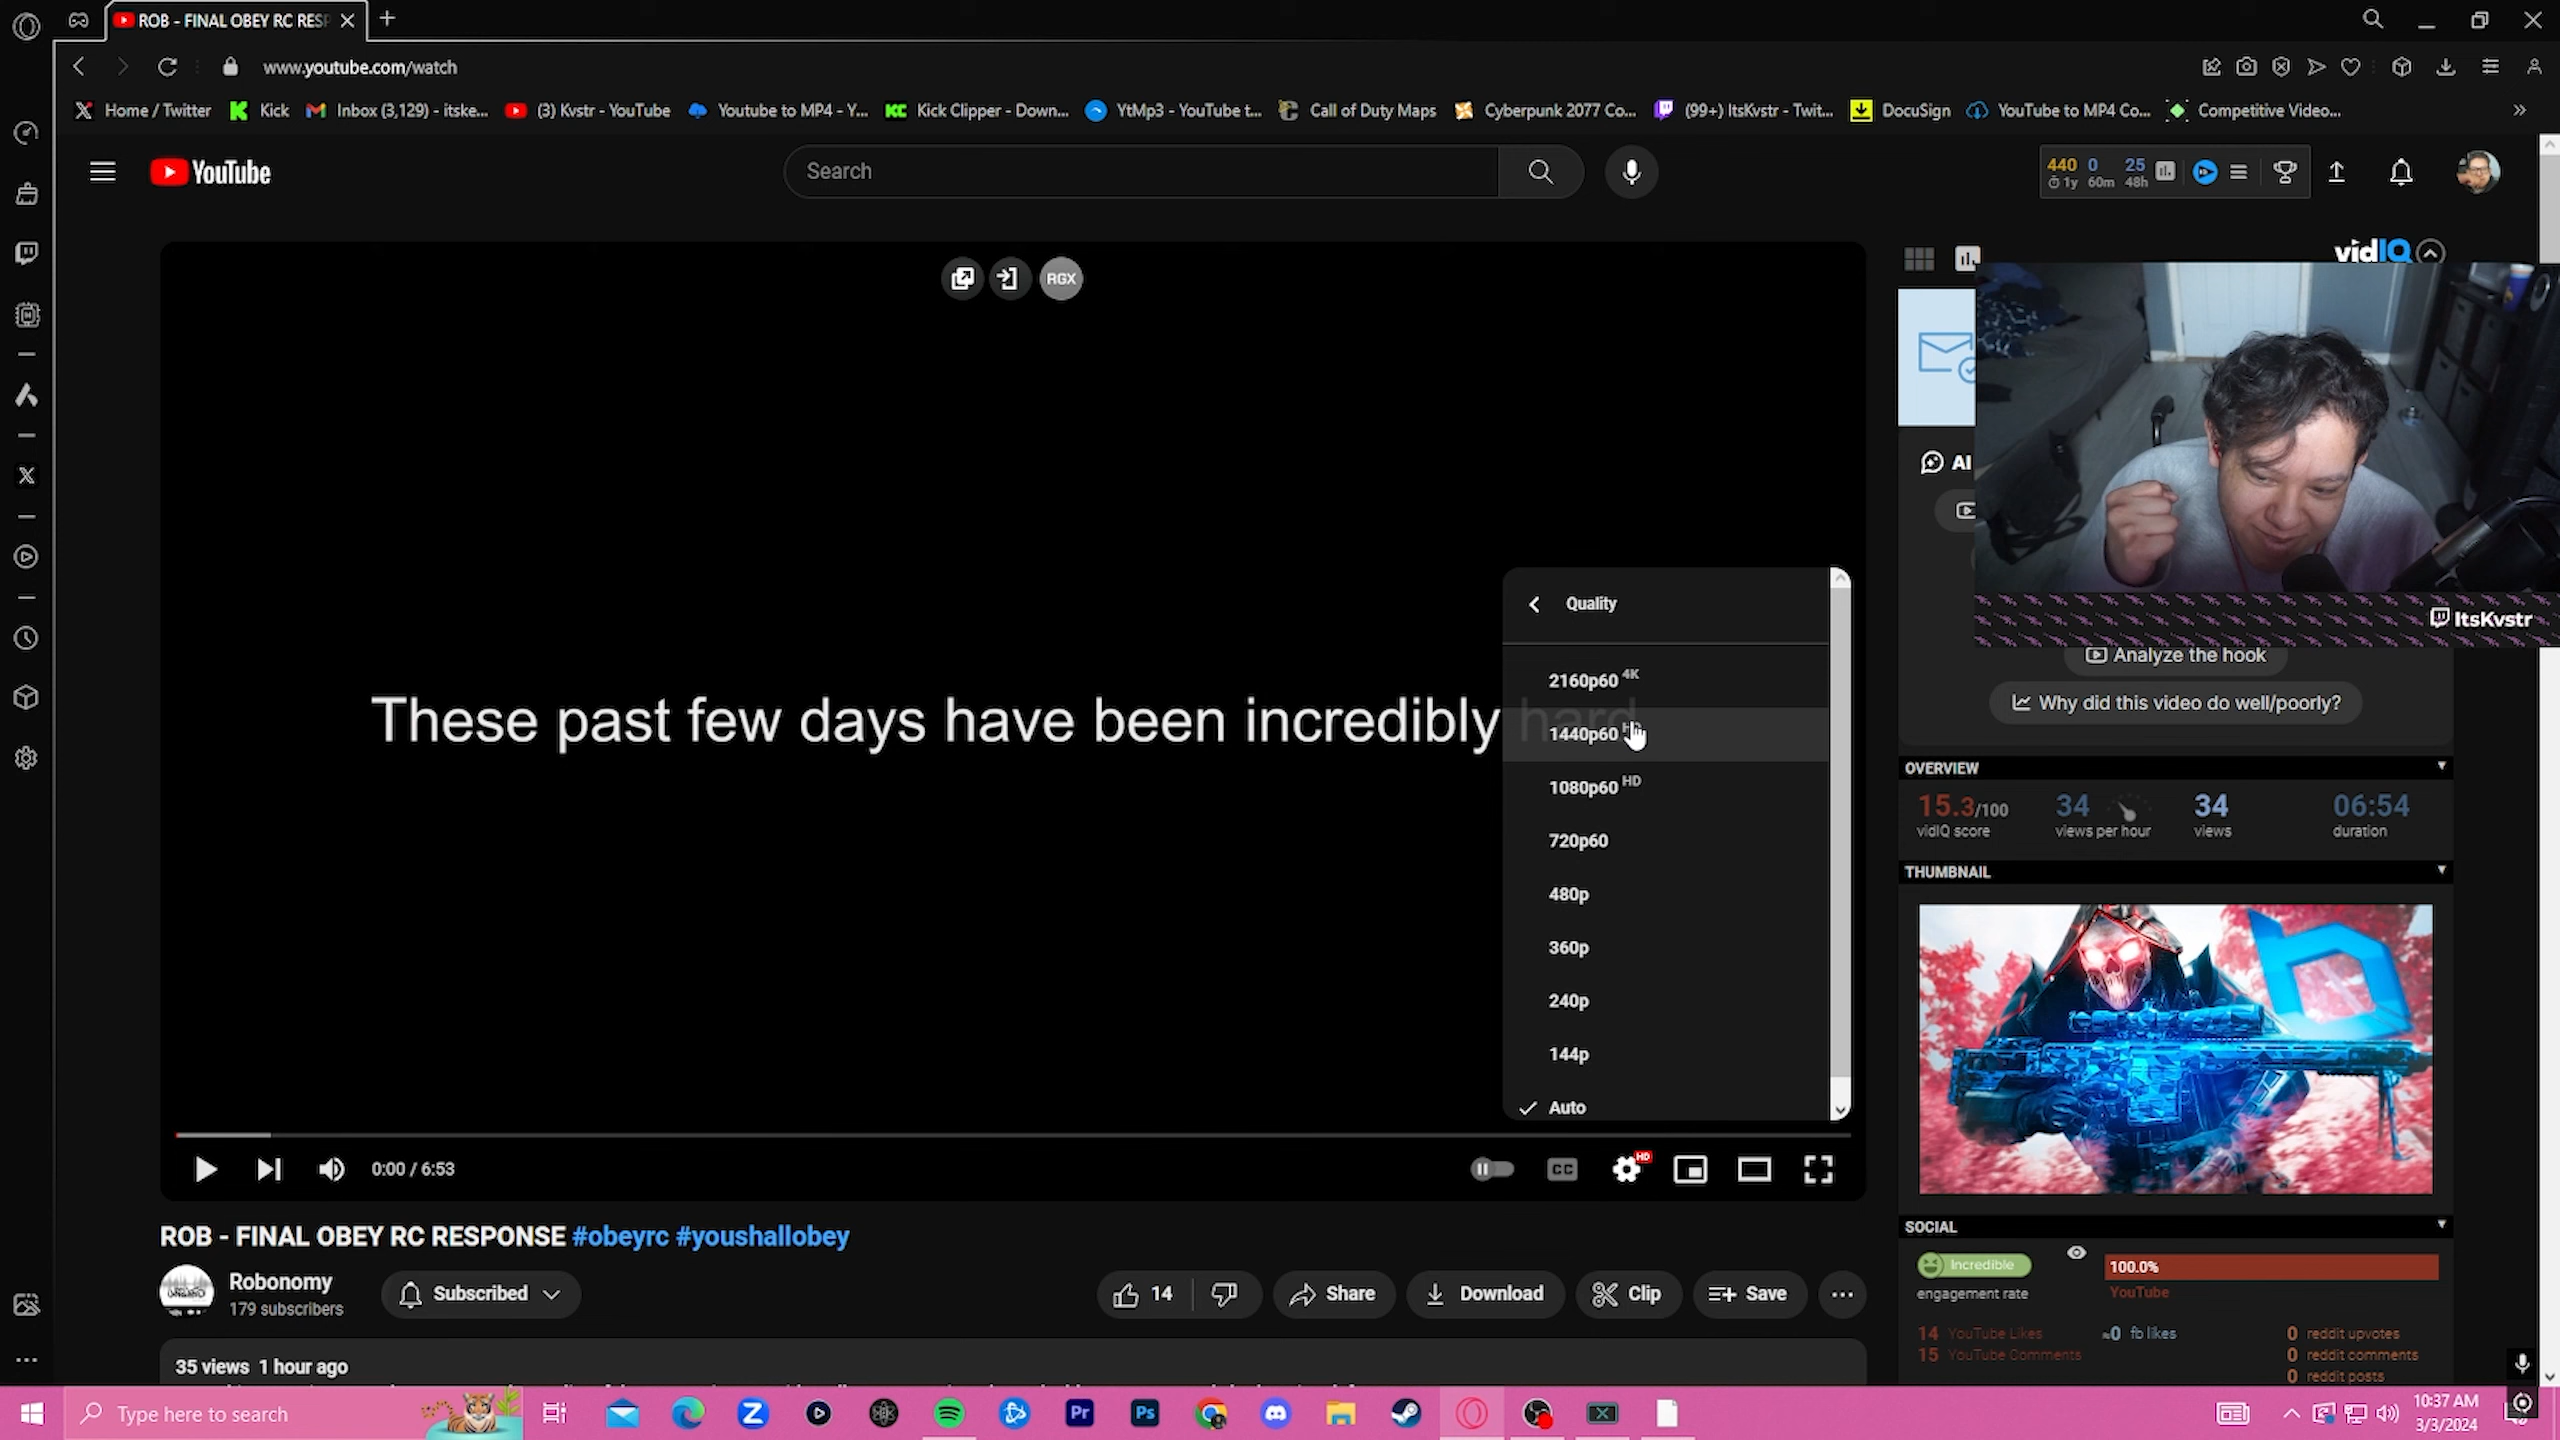 ROB - FINAL OBEY RC RESP
www.youtube.com/watch
Home / Twitter
Kick
Inbox (3,129) - itske...
(3) Kvstr - YouTube
Youtube to MP4 - Y...
KC
Kick Clipper - Down...
YtMp3 - YouTube t...
Call of Duty Maps
Cyberpunk 2077 Co...
(99+) ItsKvstr - Twit...
DocuSign
YouTube to MP4 Co...
Competitive Video...
YouTube
Search
440 0 25
1y 60m 48h
RGX
vidIQ
AI
ItsKvstr
These past few days have been incredibly hard
Quality
2160p60 4K
1440p60 HD
1080p60 HD
720p60
480p
360p
240p
144p
Auto
Analyze the hook
Why did this video do well/poorly?
OVERVIEW
15.3/100 34 34 06:54
vidIQ score views per hour views duration
THUMBNAIL
0:00 / 6:53
CC
HD
ROB - FINAL OBEY RC RESPONSE #obeyrc #youshallobey
Robonomy
179 subscribers
Subscribed
14
Share
Download
Clip
Save
35 views 1 hour ago
SOCIAL
Incredible
engagement rate
100.0%
YouTube
14 YouTube Likes
≈0 fb likes
0 reddit upvotes
15 YouTube Comments
0 reddit comments
0 reddit posts
Type here to search
Z
Pr
Ps
10:37 AM
3/3/2024